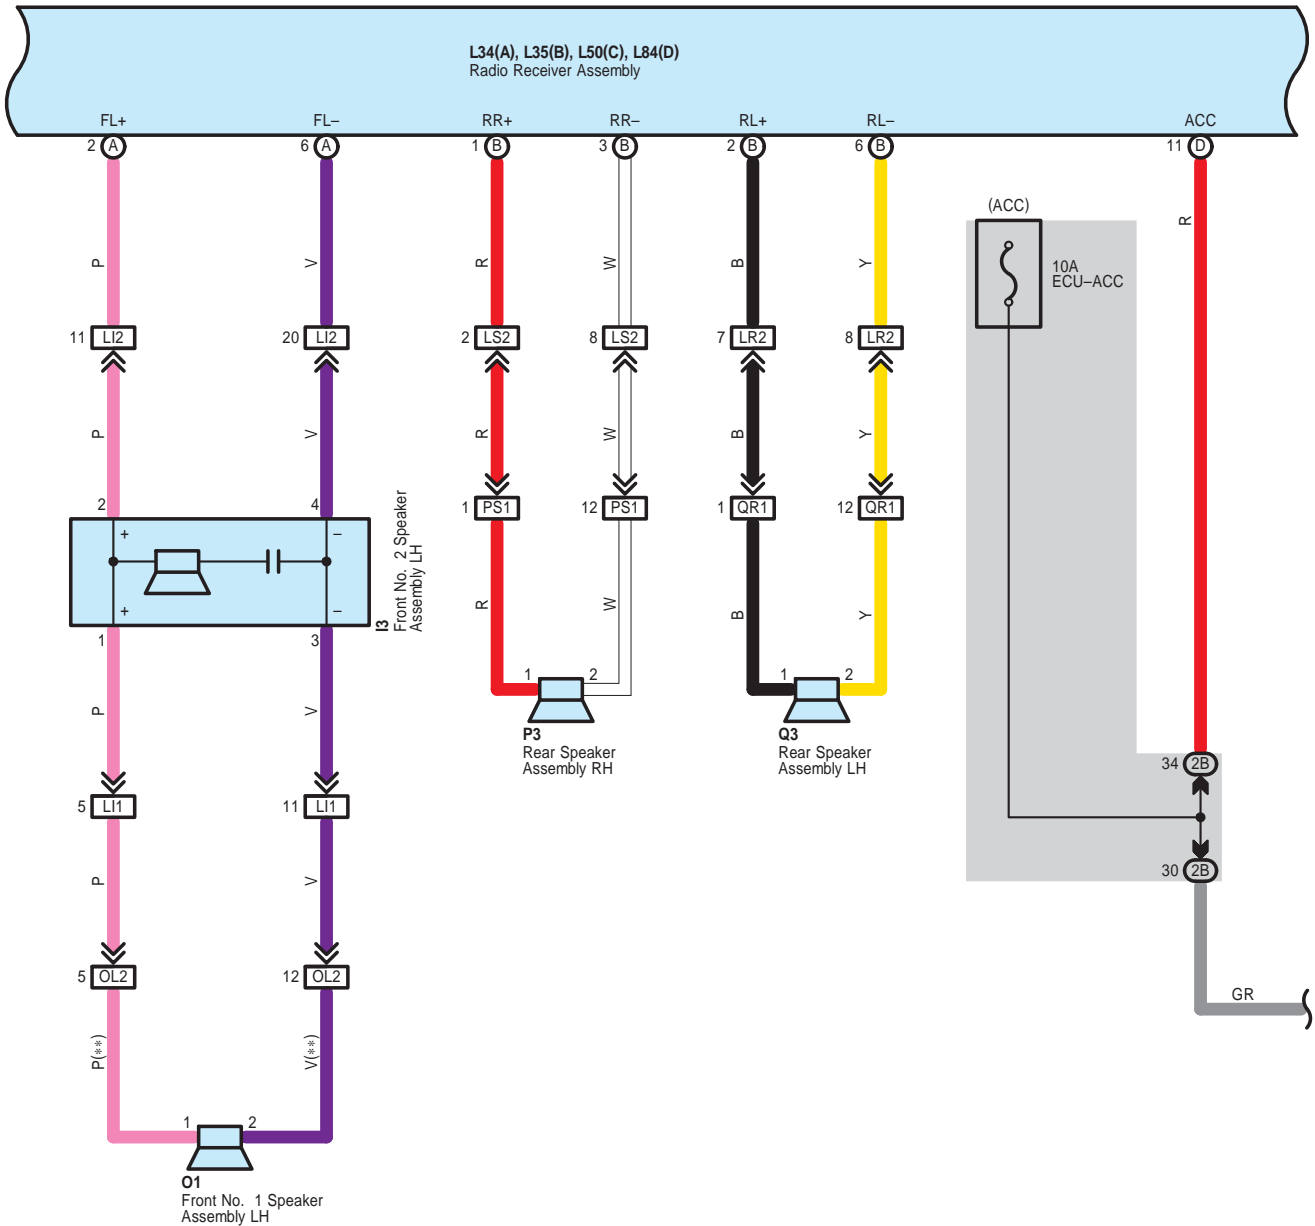 L34(A), L35(B), L50(C), L84(D)
Radio Receiver Assembly
FL+ FL– RR+ RR– RL+ RL– ACC
2 A 6 A 1 B 3 B 2 B 6 B 11 D
(ACC)
R
10A
ECU–ACC
P V R W B Y
11 LI2 20 LI2 2 LS2 8 LS2 7 LR2 8 LR2
P V R W B Y
2 4 1 PS1 12 PS1 1 QR1 12 QR1
+ –
+ –
I3
Front No. 2 Speaker
Assembly LH
R W B Y
1 3
1 2 1 2
P3
Rear Speaker
Assembly RH
Q3
Rear Speaker
Assembly LH
P V
34 2B
5 LI1 11 LI1
30 2B
P V
5 OL2 12 OL2
GR
P(**) V(**)
1 2
O1
Front No. 1 Speaker
Assembly LH